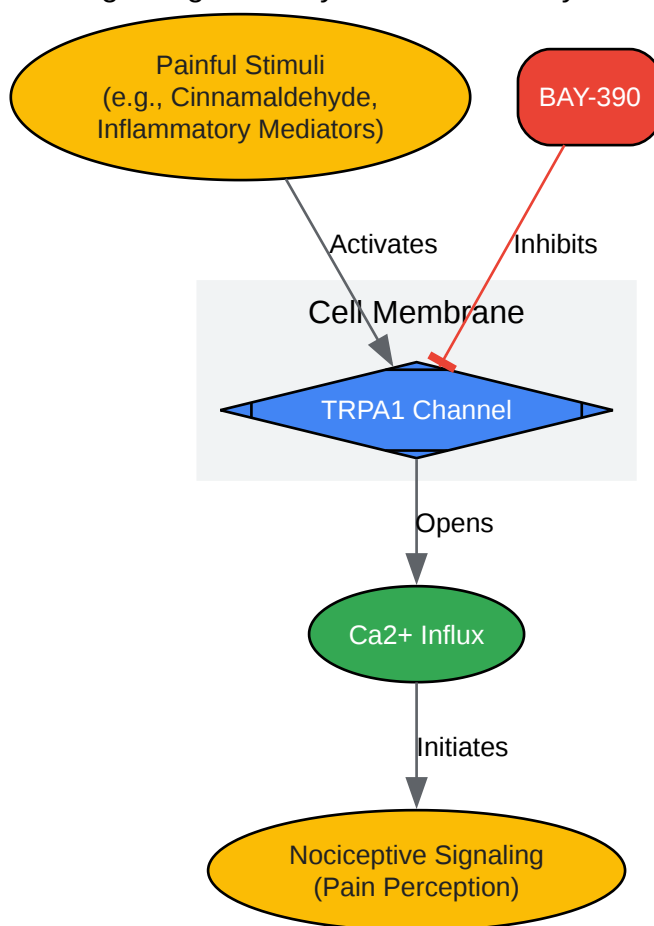 Painful Stimuli
(e.g., Cinnamaldehyde,
Inflammatory Mediators)
BAY-390
Activates
Inhibits
Cell Membrane
TRPA1 Channel
Opens
Ca2+ Influx
Initiates
Nociceptive Signaling
(Pain Perception)